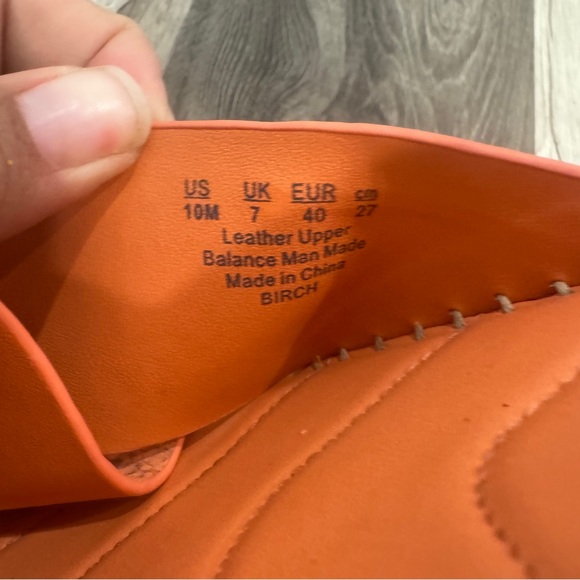 US UK EUR cm
10M 7 40 27
Leather Upper
Balance Man Made
Made in China
BIRCH